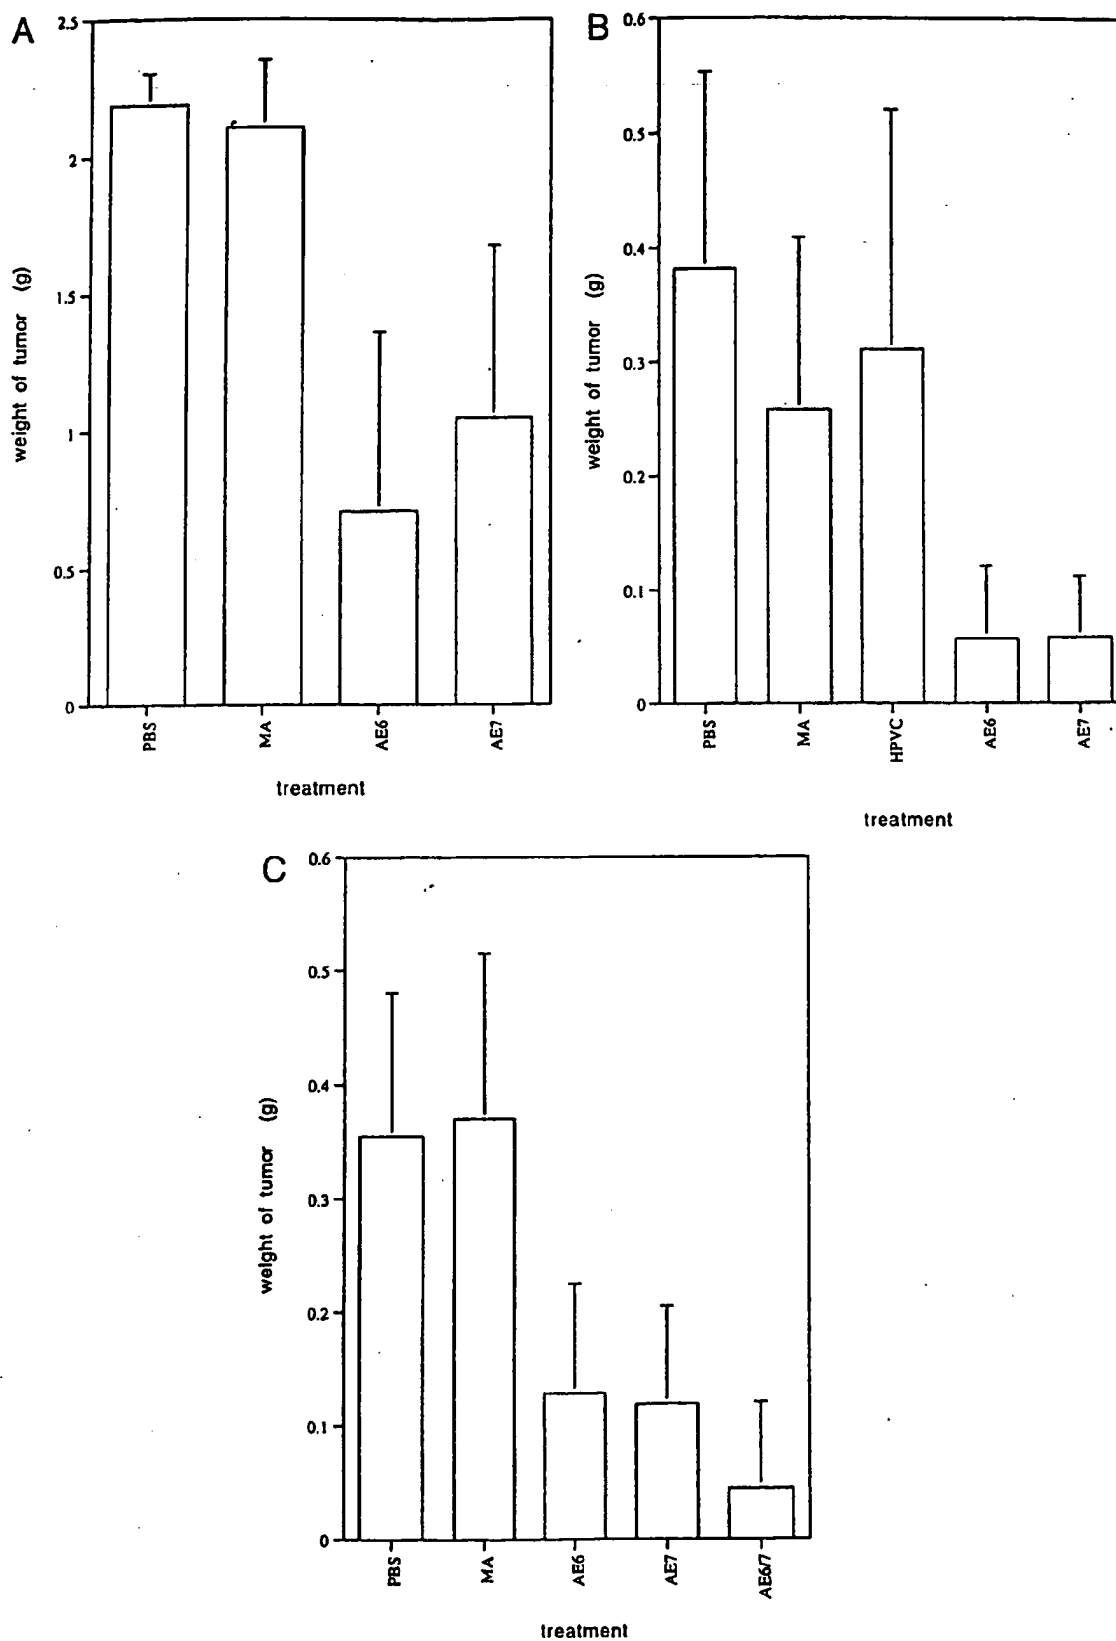 A
2.5
2
1.5
1
0.5
0
weight of tumor (g)
PBS
MA
AE6
AE7
treatment
B
0.6
0.5
0.4
0.3
0.2
0.1
0
weight of tumor (g)
PBS
MA
HPVC
AE6
AE7
treatment
C
0.6
0.5
0.4
0.3
0.2
0.1
0
weight of tumor (g)
PBS
MA
AE6
AE7
AE6/7
treatment